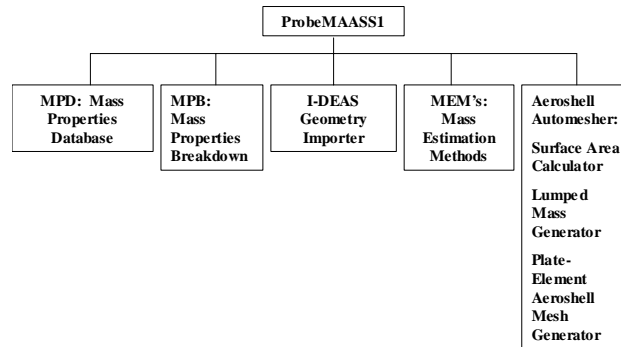 ProbeMAASS1
MPD: Mass
Properties
Database
MPB:
Mass
Properties
Breakdown
I-DEAS
Geometry
Importer
MEM's:
Mass
Estimation
Methods
Aeroshell
Automesher:
Surface Area
Calculator
Lumped
Mass
Generator
Plate-
Element
Aeroshell
Mesh
Generator